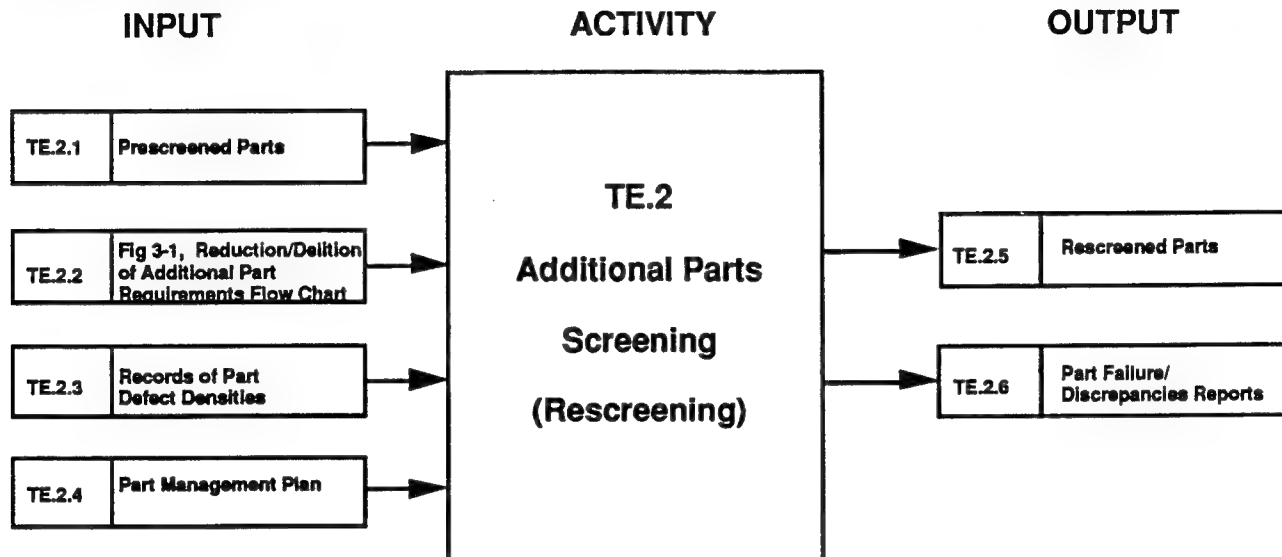 INPUT
ACTIVITY
OUTPUT
TE.2.1
Prescreened Parts
TE.2.2
Fig 3-1, Reduction/Delition
of Additional Part
Requirements Flow Chart
TE.2.3
Records of Part
Defect Densities
TE.2.4
Part Management Plan
TE.2
Additional Parts
Screening
(Rescreening)
TE.2.5
Rescreened Parts
TE.2.6
Part Failure/
Discrepancies Reports